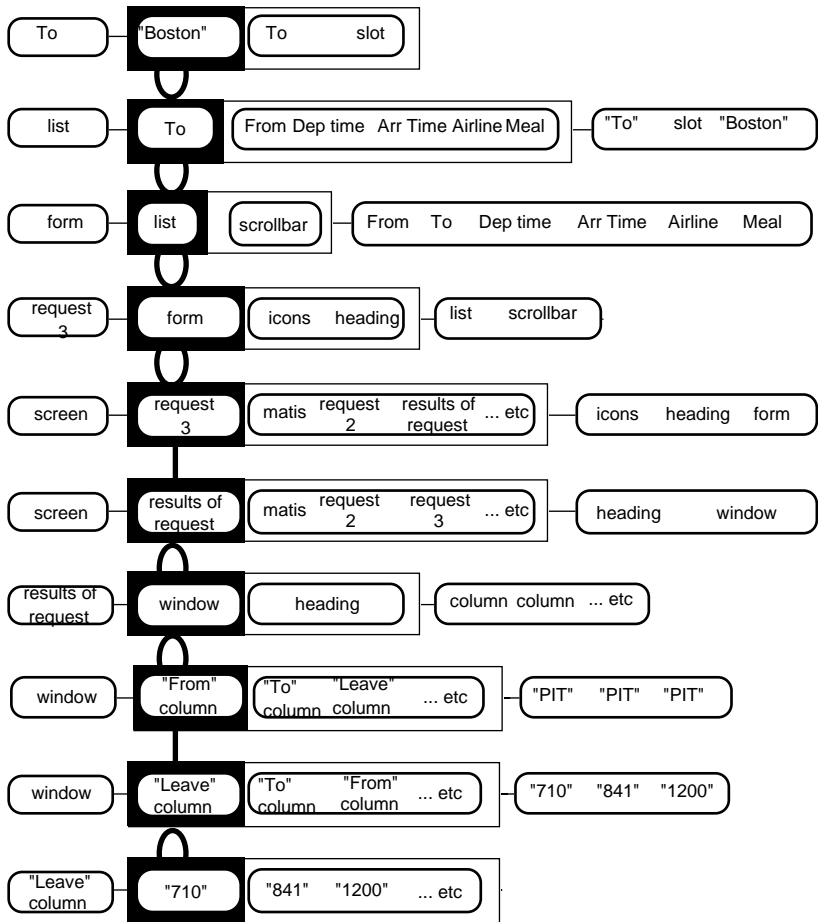 To "Boston" To slot
list To From Dep time Arr Time Airline Meal "To" slot "Boston"
form list scrollbar From To Dep time Arr Time Airline Meal
request
3
form icons heading list scrollbar
screen
request
3
matis
request
2
results of
request
... etc
icons heading form
screen
results of
request
matis
request
2
request
3
... etc
heading window
results of
request
window heading column column ... etc
window
"From"
column
"To"
column
"Leave"
column
... etc
"PIT" "PIT" "PIT"
window
"Leave"
column
"To"
column
"From"
column
... etc
"710" "841" "1200"
"Leave"
column
"710" "841" "1200" ... etc